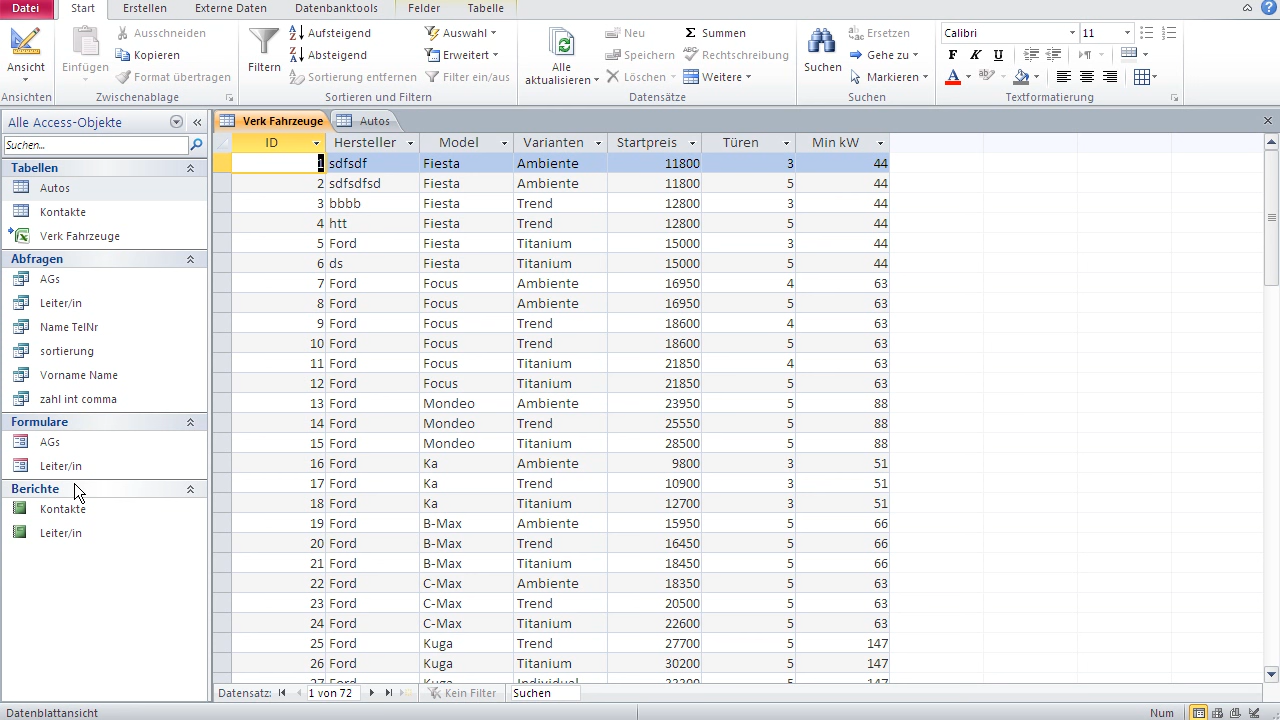 Datei Start Erstellen Externe Daten Datenbanktools Felder Tabelle
Ansicht
Ansichten
Einfügen
Ausschneiden
Kopieren
Format übertragen
Zwischenablage
Filtern
Aufsteigend
Absteigend
Sortierung entfernen
Auswahl
Erweitert
Filter ein/aus
Sortieren und Filtern
Alle aktualisieren
Neu
Speichern
Löschen
Summen
Rechtschreibung
Weitere
Datensätze
Suchen
Ersetzen
Gehe zu
Markieren
Suchen
Calibri 11
F K U
Textformatierung
Alle Access-Objekte
Suchen...
Tabellen
Autos
Kontakte
Verk Fahrzeuge
Abfragen
AGs
Leiter/in
Name TelNr
sortierung
Vorname Name
zahl int comma
Formulare
AGs
Leiter/in
Berichte
Kontakte
Leiter/in
Verk Fahrzeuge Autos
ID Hersteller Model Varianten Startpreis Türen Min kW
1 sdfsdf Fiesta Ambiente 11800 3 44
2 sdfsdfsd Fiesta Ambiente 11800 5 44
3 bbbb Fiesta Trend 12800 3 44
4 htt Fiesta Trend 12800 5 44
5 Ford Fiesta Titanium 15000 3 44
6 ds Fiesta Titanium 15000 5 44
7 Ford Focus Ambiente 16950 4 63
8 Ford Focus Ambiente 16950 5 63
9 Ford Focus Trend 18600 4 63
10 Ford Focus Trend 18600 5 63
11 Ford Focus Titanium 21850 4 63
12 Ford Focus Titanium 21850 5 63
13 Ford Mondeo Ambiente 23950 5 88
14 Ford Mondeo Trend 25550 5 88
15 Ford Mondeo Titanium 28500 5 88
16 Ford Ka Ambiente 9800 3 51
17 Ford Ka Trend 10900 3 51
18 Ford Ka Titanium 12700 3 51
19 Ford B-Max Ambiente 15950 5 66
20 Ford B-Max Trend 16450 5 66
21 Ford B-Max Titanium 18450 5 66
22 Ford C-Max Ambiente 18350 5 63
23 Ford C-Max Trend 20500 5 63
24 Ford C-Max Titanium 22600 5 63
25 Ford Kuga Trend 27700 5 147
26 Ford Kuga Titanium 30200 5 147
Datensatz: 1 von 72 Kein Filter Suchen
Datenblattansicht Num